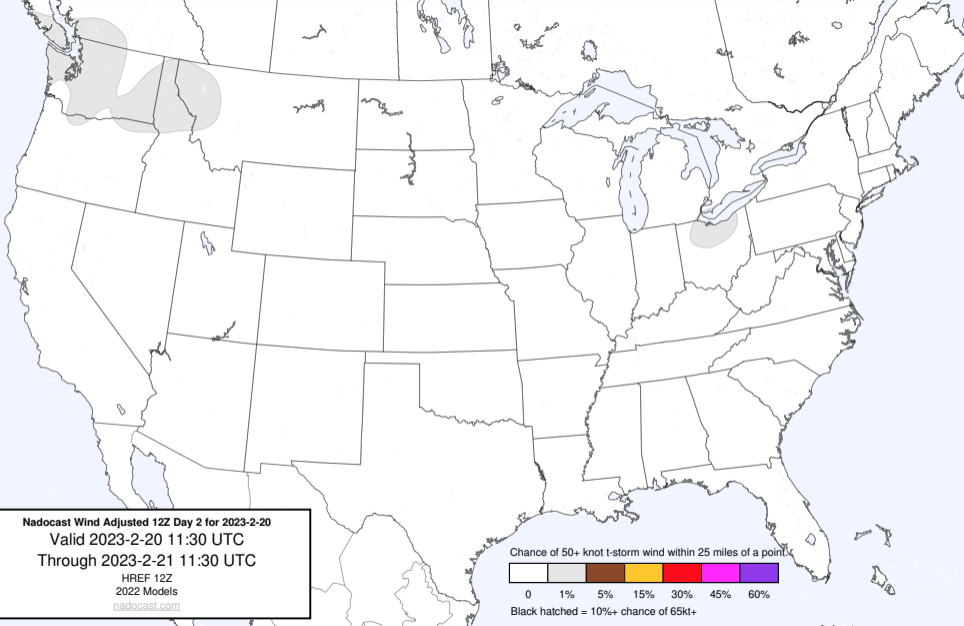 Nadocast Wind Adjusted 12Z Day 2 for 2023-2-20
Valid 2023-2-20 11:30 UTC
Through 2023-2-21 11:30 UTC
HREF 12Z
2022 Models
nadocast.com
Chance of 50+ knot t-storm wind within 25 miles of a point.
0 1% 5% 15% 30% 45% 60%
Black hatched = 10%+ chance of 65kt+